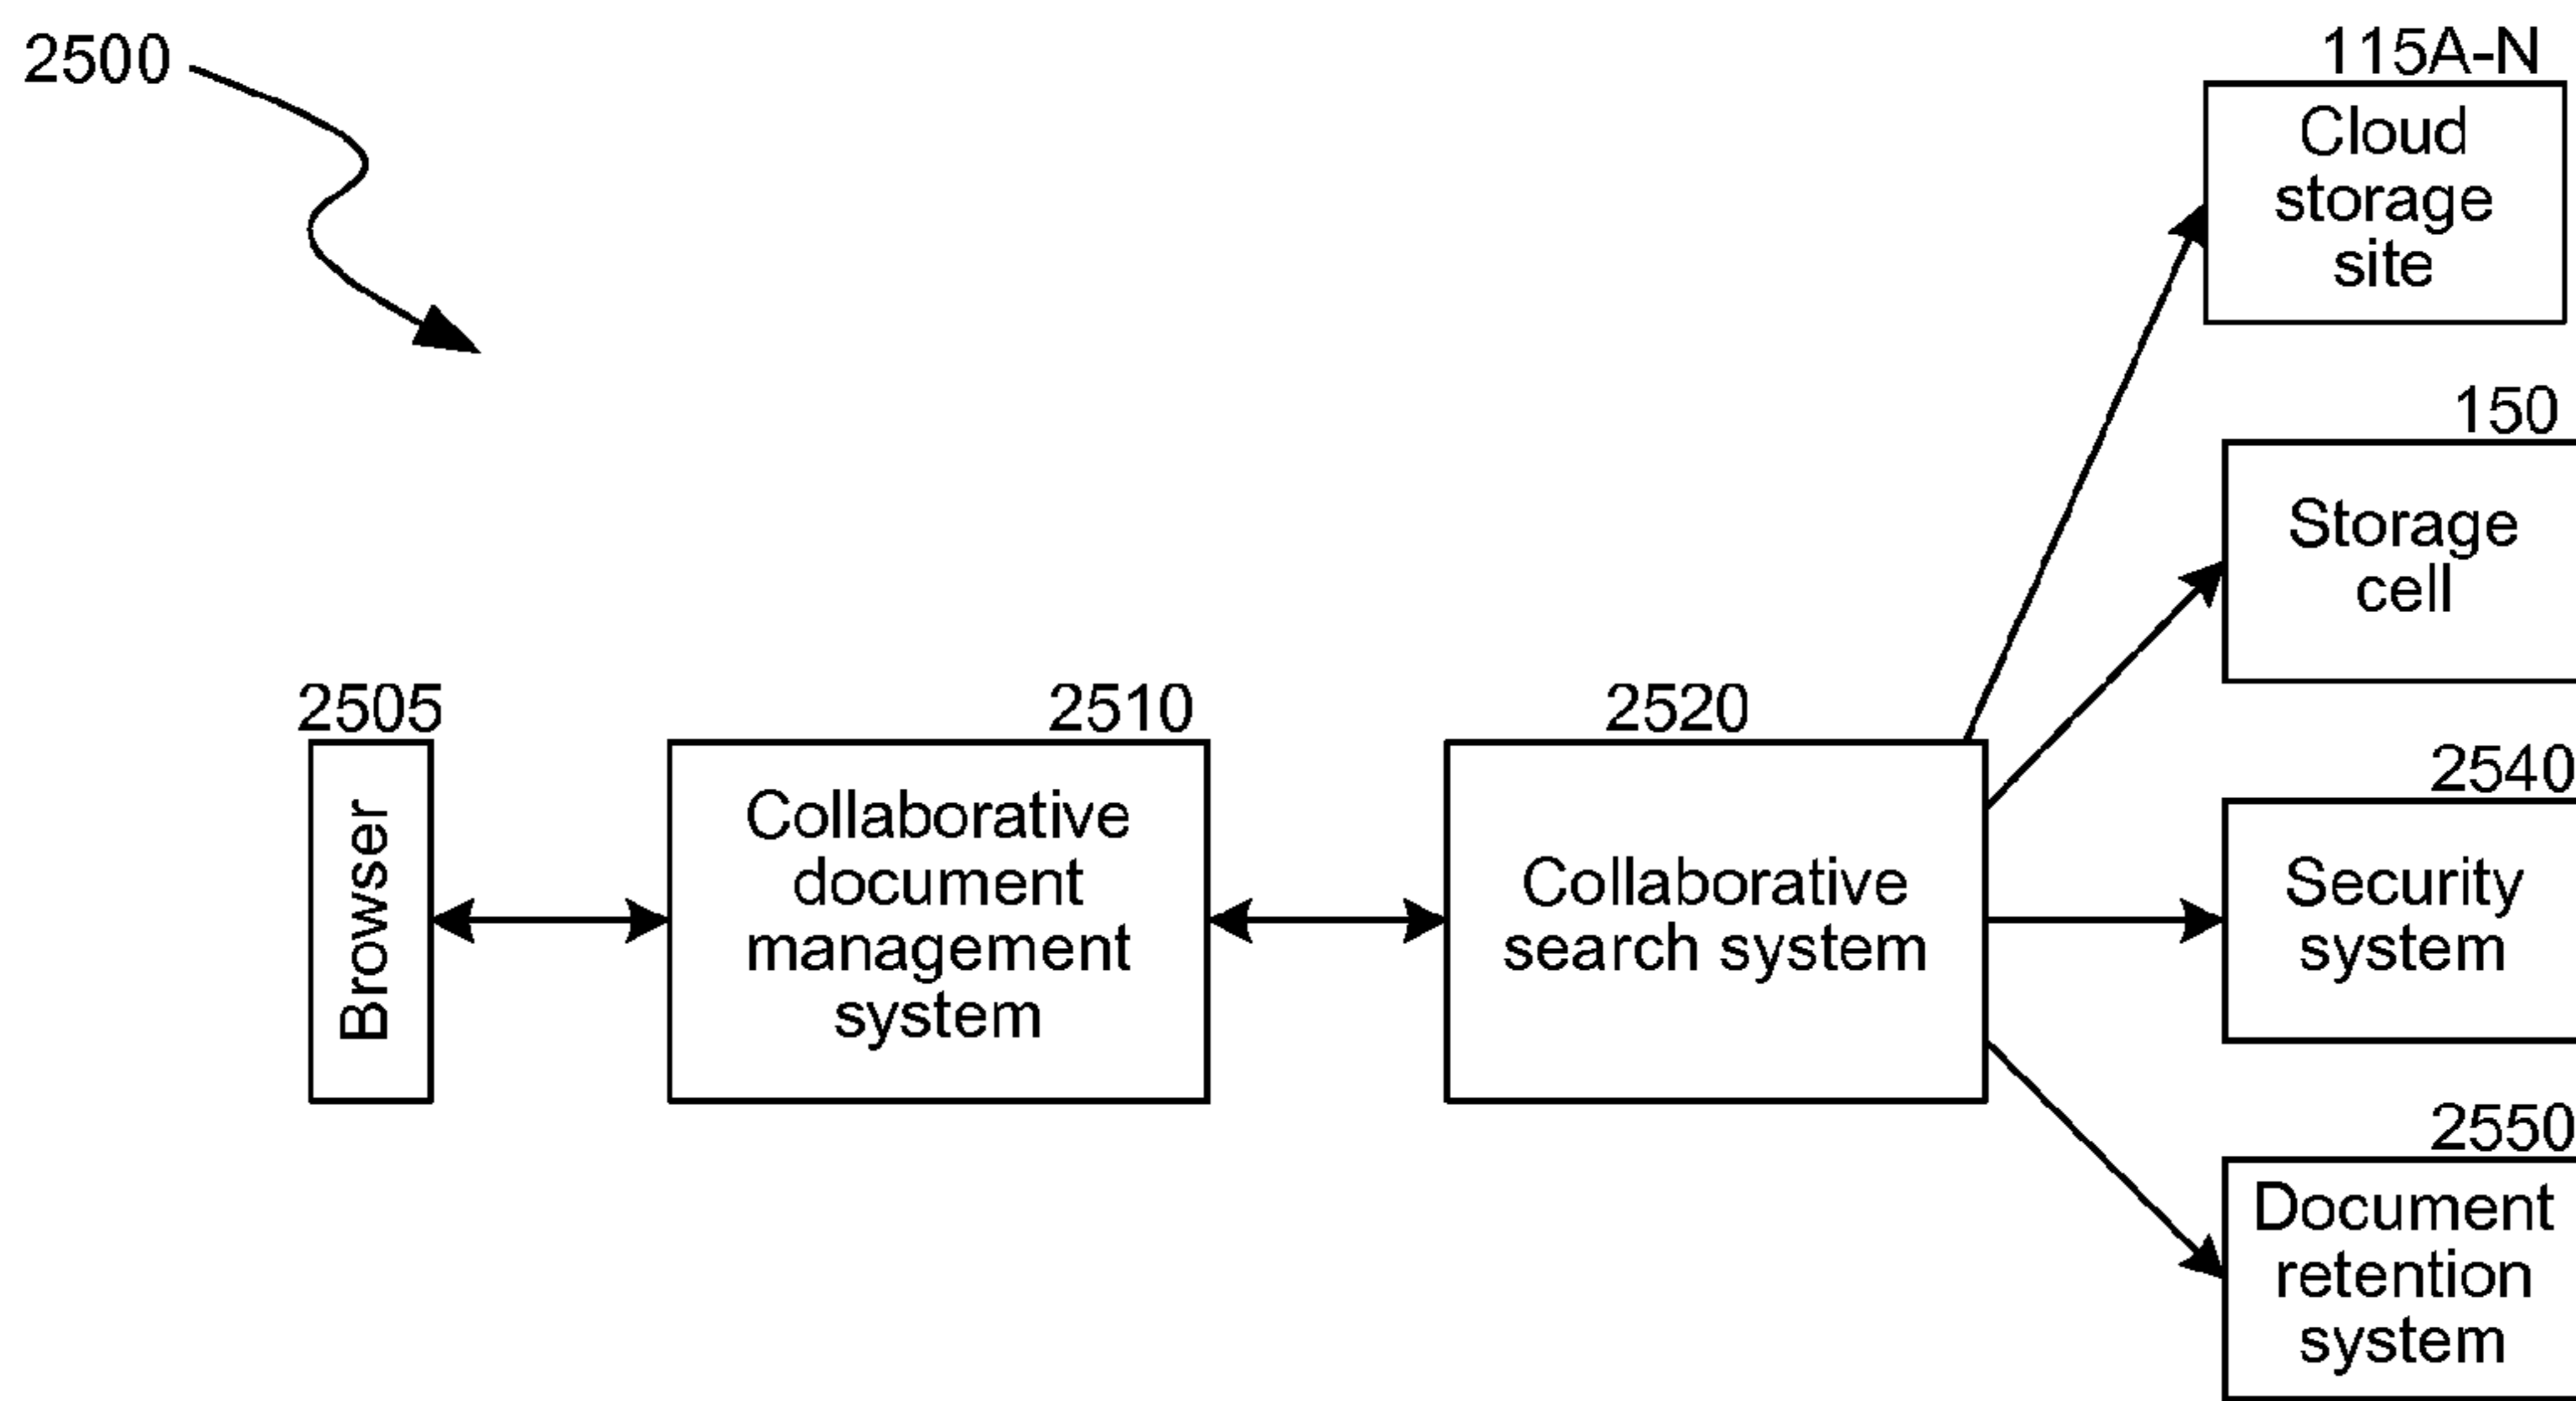 2500
115A-N
Cloud
storage
site
150
Storage
cell
2505
Browser
2510
Collaborative
document
management
system
2520
Collaborative
search system
2540
Security
system
2550
Document
retention
system